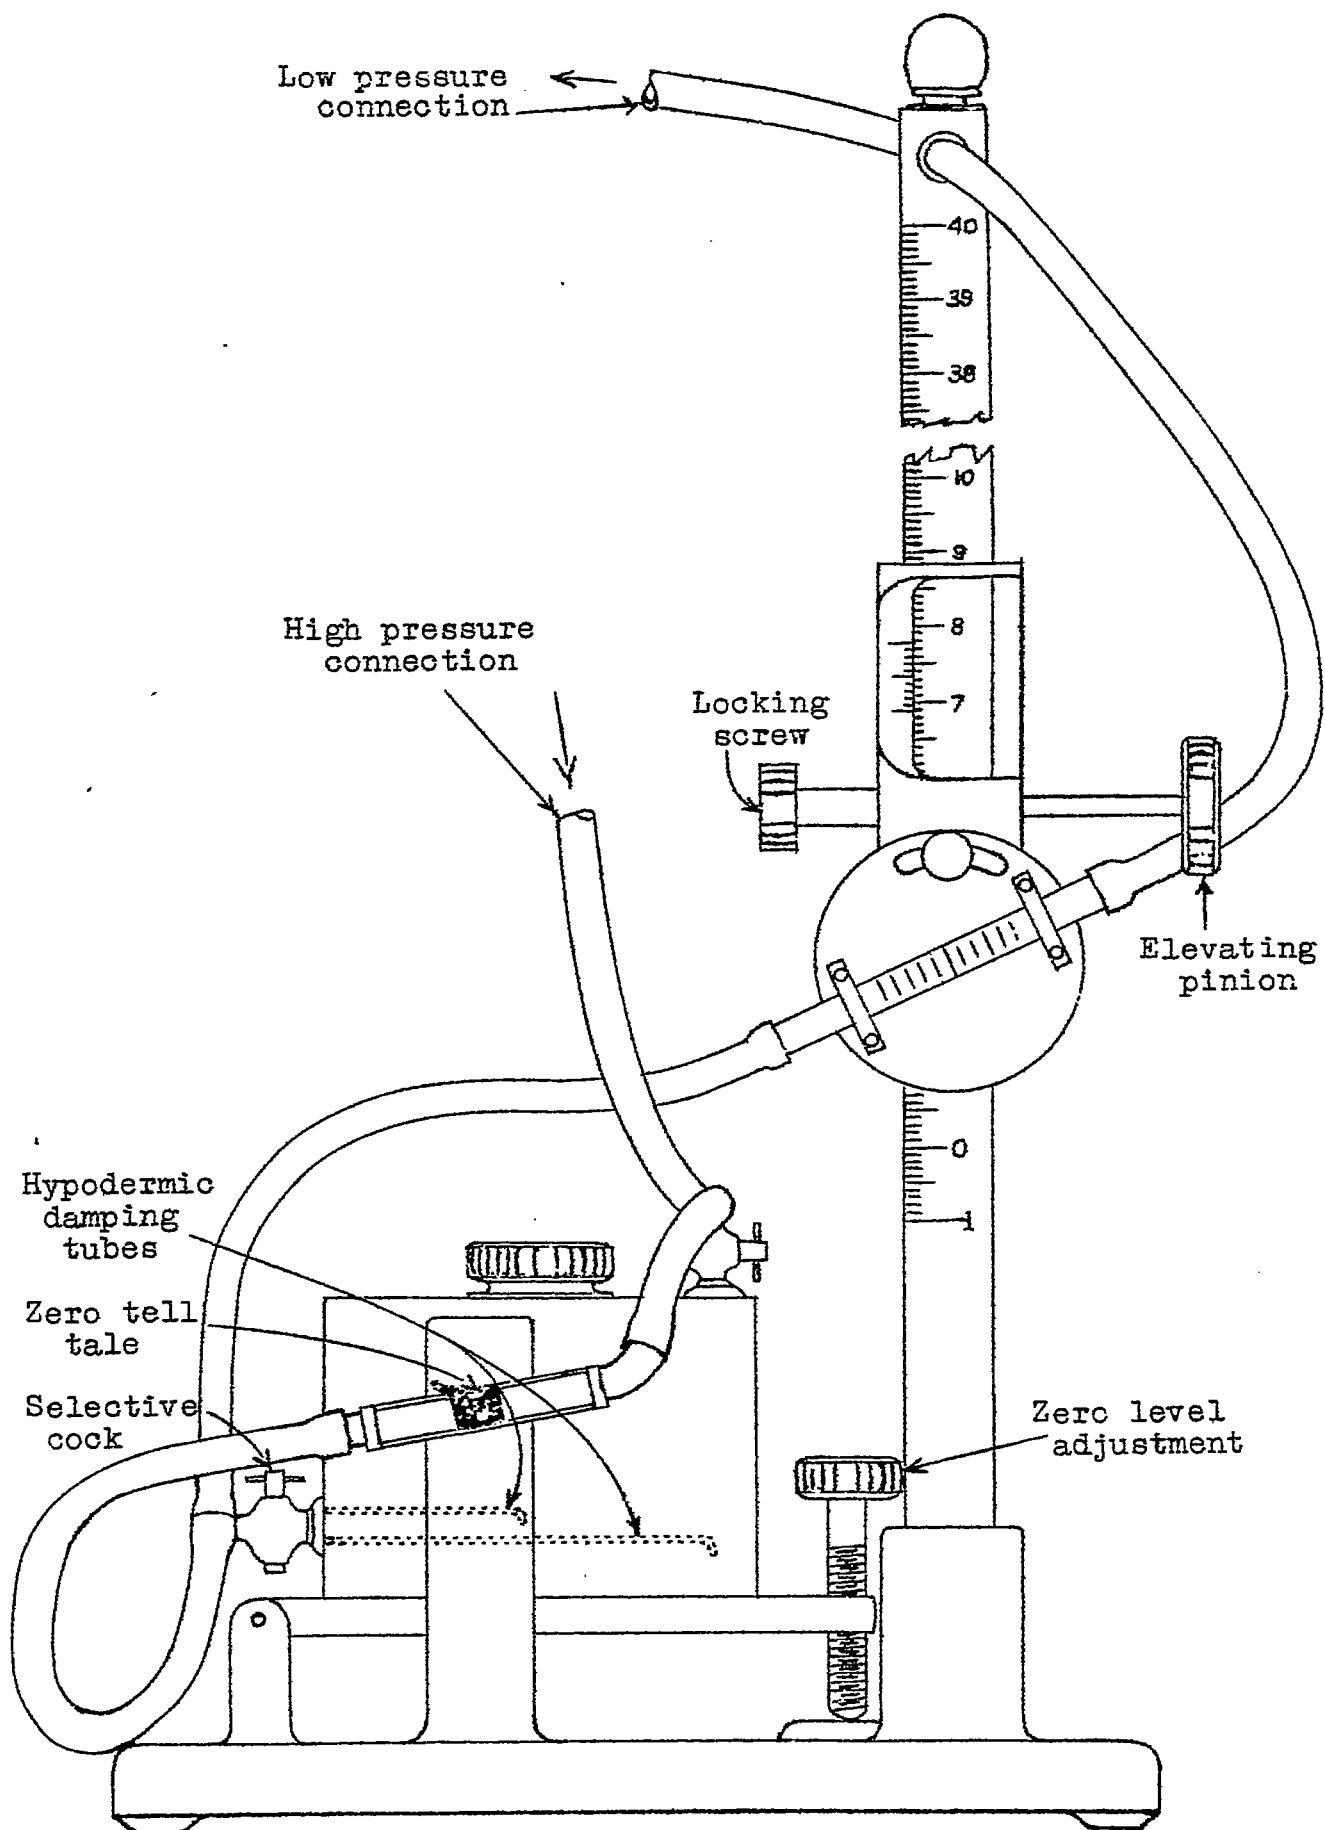 Low pressure
connection
40
39
38
10
9
High pressure
connection
8
7
Locking
screw
Elevating
pinion
0
1
Hypodermic
damping
tubes
Zero tell
tale
Selective
cock
Zero level
adjustment